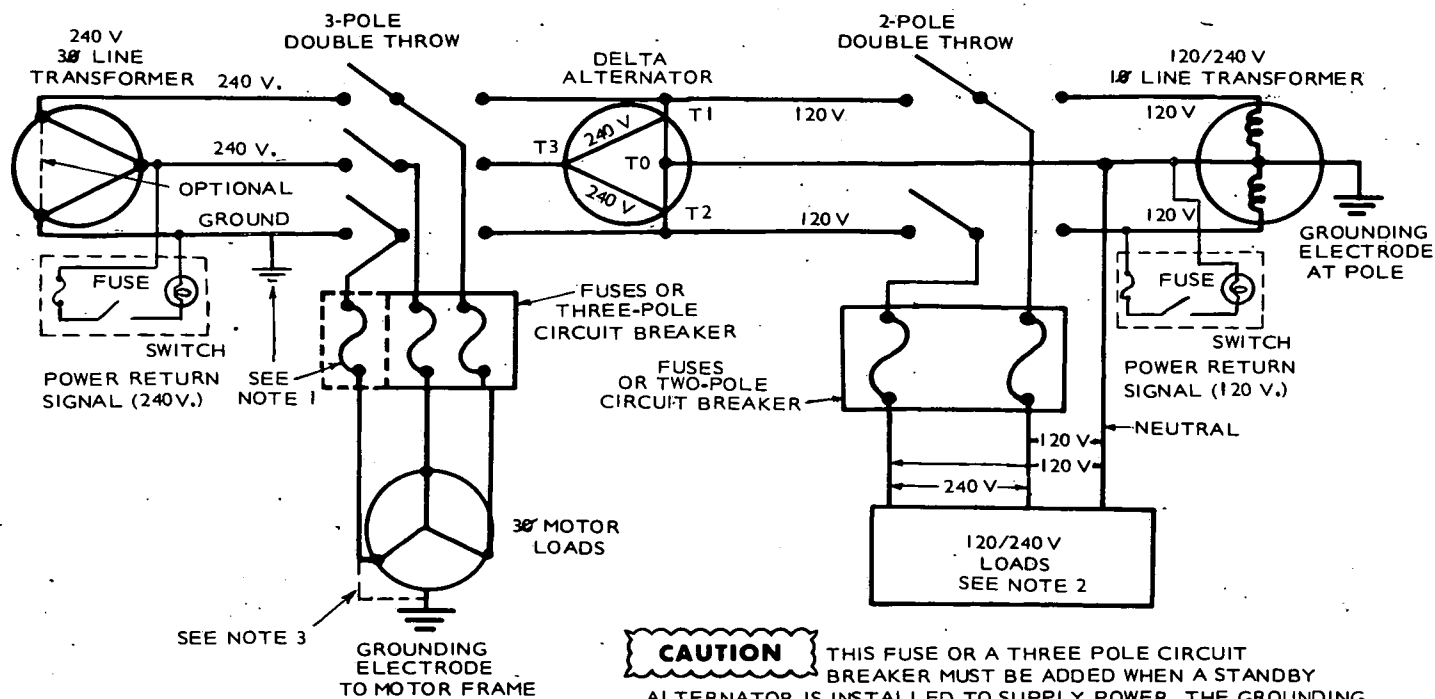 240 V
3Ø LINE
TRANSFORMER
3-POLE
DOUBLE THROW
DELTA
ALTERNATOR
2-POLE
DOUBLE THROW
120/240 V
1Ø LINE TRANSFORMER
240 V.
T1
120 V
120 V
240 V
240 V.
T3
T0
OPTIONAL
240 V
GROUND
T2
120 V
120 V
GROUNDING
ELECTRODE
AT POLE
FUSE
SWITCH
POWER RETURN
SIGNAL (240V.)
SEE
NOTE 1
FUSES OR
THREE-POLE
CIRCUIT BREAKER
FUSES
OR TWO-POLE
CIRCUIT BREAKER
FUSE
SWITCH
POWER RETURN
SIGNAL (120 V.)
NEUTRAL
120 V
120 V
240 V
3Ø MOTOR
LOADS
120/240 V
LOADS
SEE NOTE 2
SEE NOTE 3
GROUNDING
ELECTRODE
TO MOTOR FRAME
CAUTION THIS FUSE OR A THREE POLE CIRCUIT
BREAKER MUST BE ADDED WHEN A STANDBY
ALTERNATOR IS INSTALLED TO SUPPLY POWER. THE GROUNDING